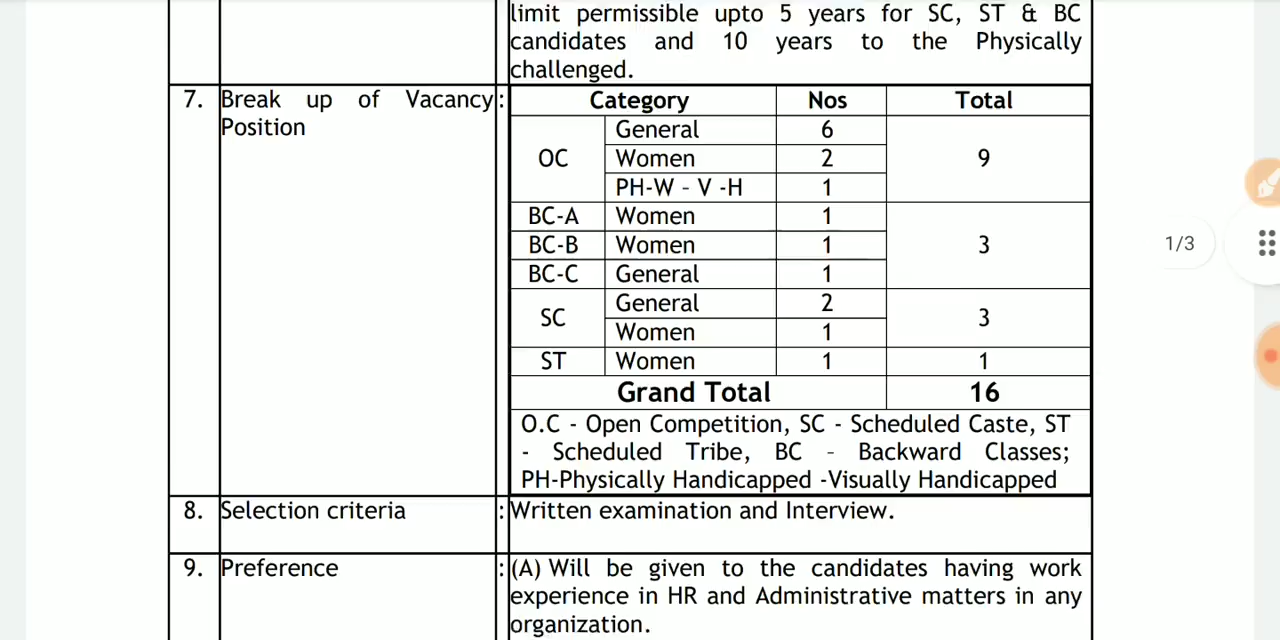 limit permissible upto 5 years for SC, ST & BC
candidates and 10 years to the Physically
challenged.
7. Break up of Vacancy :
Position
Category Nos Total
OC General 6 9
Women 2
PH-W - V -H 1
BC-A Women 1 3
BC-B Women 1
BC-C General 1
SC General 2 3
Women 1
ST Women 1 1
Grand Total 16
O.C - Open Competition, SC - Scheduled Caste, ST
- Scheduled Tribe, BC - Backward Classes;
PH-Physically Handicapped -Visually Handicapped
8. Selection criteria : Written examination and Interview.
9. Preference : (A) Will be given to the candidates having work
experience in HR and Administrative matters in any
organization.
1/3